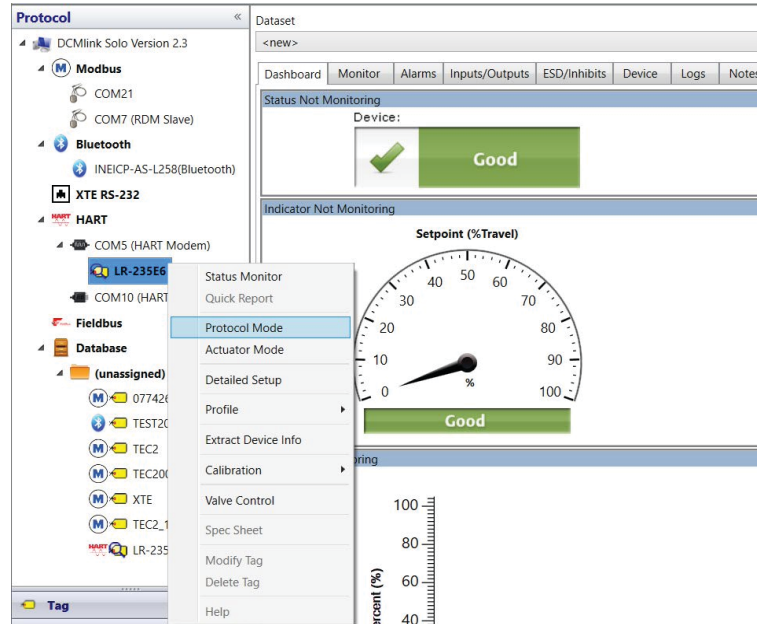 Protocol «
DCMlink Solo Version 2.3
M Modbus
COM21
COM7 (RDM Slave)
Bluetooth
INEICP-AS-L258(Bluetooth)
XTE RS-232
HART HART
COM5 (HART Modem)
LR-235E6
COM10 (HART
Fieldbus
Database
(unassigned)
M 077426
TEST20
M TEC2
M TEC200
M XTE
M TEC2_1
HART LR-235
Tag
Status Monitor
Quick Report
Protocol Mode
Actuator Mode
Detailed Setup
Profile
Extract Device Info
Calibration
Valve Control
Spec Sheet
Modify Tag
Delete Tag
Help
Dataset
<new>
Dashboard Monitor Alarms Inputs/Outputs ESD/Inhibits Device Logs Notes
Status Not Monitoring
Device:
Good
Indicator Not Monitoring
Setpoint (%Travel)
0 10 20 30 40 50 60 70 80 90 100
%
Good
oring
100
80
60
40
ercent (%)